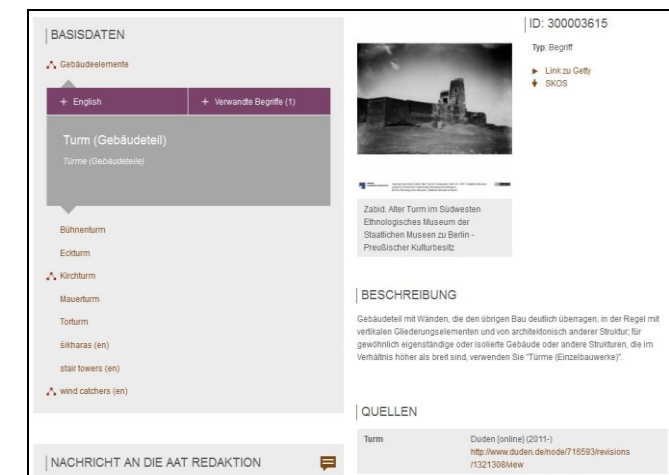 BASISDATEN
Gebäudeelemente
+ English
+ Verwandte Begriffe (1)
Turm (Gebäudeteil)
Türme (Gebäudeteile)
Bühnenturm
Eckturm
Kirchturm
Mauerturm
Torturm
śikharas (en)
stair towers (en)
wind catchers (en)
NACHRICHT AN DIE AAT REDAKTION
Zabid. Alter Turm im Südwesten
Ethnologisches Museum der
Staatlichen Museen zu Berlin -
Preußischer Kulturbesitz
ID: 300003615
Typ: Begriff
Link zu Getty
SKOS
BESCHREIBUNG
Gebäudeteil mit Wänden, die den übrigen Bau deutlich überragen, in der Regel mit
vertikalen Gliederungselementen und von architektonisch anderer Struktur, für
gewöhnlich eigenständige oder isolierte Gebäude oder andere Strukturen, die im
Verhältnis höher als breit sind, verwenden Sie "Türme (Einzelbauwerke)".
QUELLEN
Turm
Duden [online] (2011-)
http://www.duden.de/node/716593/revisions
/1321308/view